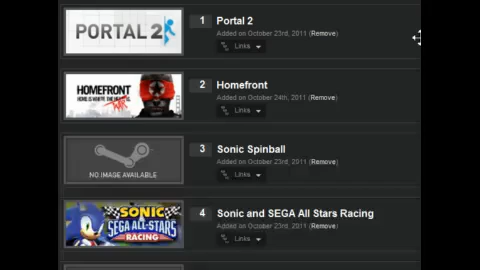 PORTAL 2
1 Portal 2
Added on October 23rd, 2011 (Remove)
Links
HOMEFRONT
2 Homefront
Added on October 24th, 2011 (Remove)
Links
NO IMAGE AVAILABLE
3 Sonic Spinball
Added on October 23rd, 2011 (Remove)
Links
SONIC
& SEGA ALL-STARS
RACING
4 Sonic and SEGA All Stars Racing
Added on October 23rd, 2011 (Remove)
Links